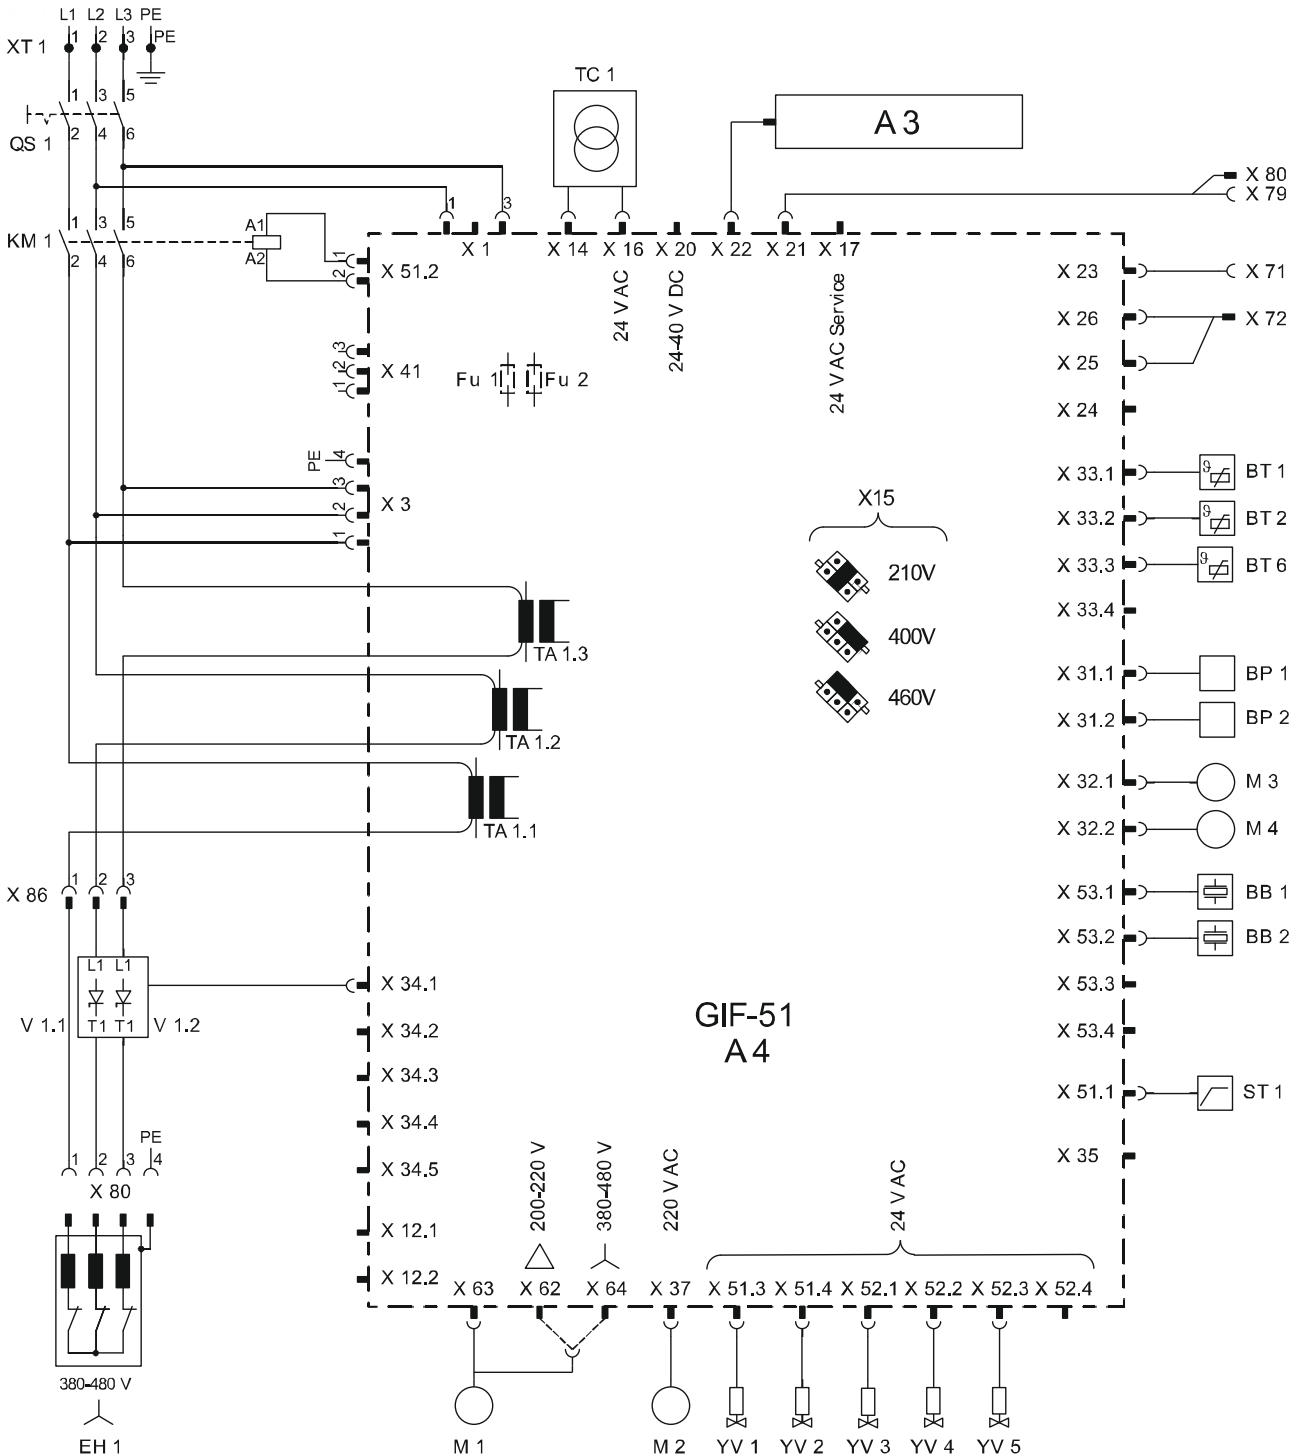 L1 L2 L3 PE
XT 1 1 2 3 PE
TC 1
A 3
1 3 5
QS 1 2 4 6
X 80
X 79
1 3
1 3 5 A1
KM 1 2 4 6 A2
X 1 X 14 X 16 X 20 X 22 X 21 X 17
24 V AC
24-40 V DC
24 V AC Service
1
2
X 51.2
X 23 X 71
X 26 X 72
X 25
3
2
1
X 41
Fu 1 Fu 2
X 24
PE 4
3
2
1
X 3
X15
210V
400V
460V
X 33.1 BT 1
X 33.2 BT 2
X 33.3 BT 6
X 33.4
TA 1.3
TA 1.2
TA 1.1
X 31.1 BP 1
X 31.2 BP 2
X 32.1 M 3
X 32.2 M 4
X 86 1 2 3
X 53.1 BB 1
X 53.2 BB 2
X 53.3
X 53.4
L1 L1
V 1.1 T1 T1 V 1.2
X 34.1
X 34.2
X 34.3
X 34.4
X 34.5
GIF-51
A 4
X 51.1 ST 1
X 35
PE
1 2 3 4
X 80
X 12.1
X 12.2
200-220 V
380-480 V
220 V AC
24 V AC
X 63 X 62 X 64 X 37 X 51.3 X 51.4 X 52.1 X 52.2 X 52.3 X 52.4
380-480 V
EH 1
M 1 M 2 YV 1 YV 2 YV 3 YV 4 YV 5
ϑ
ϑ
ϑ